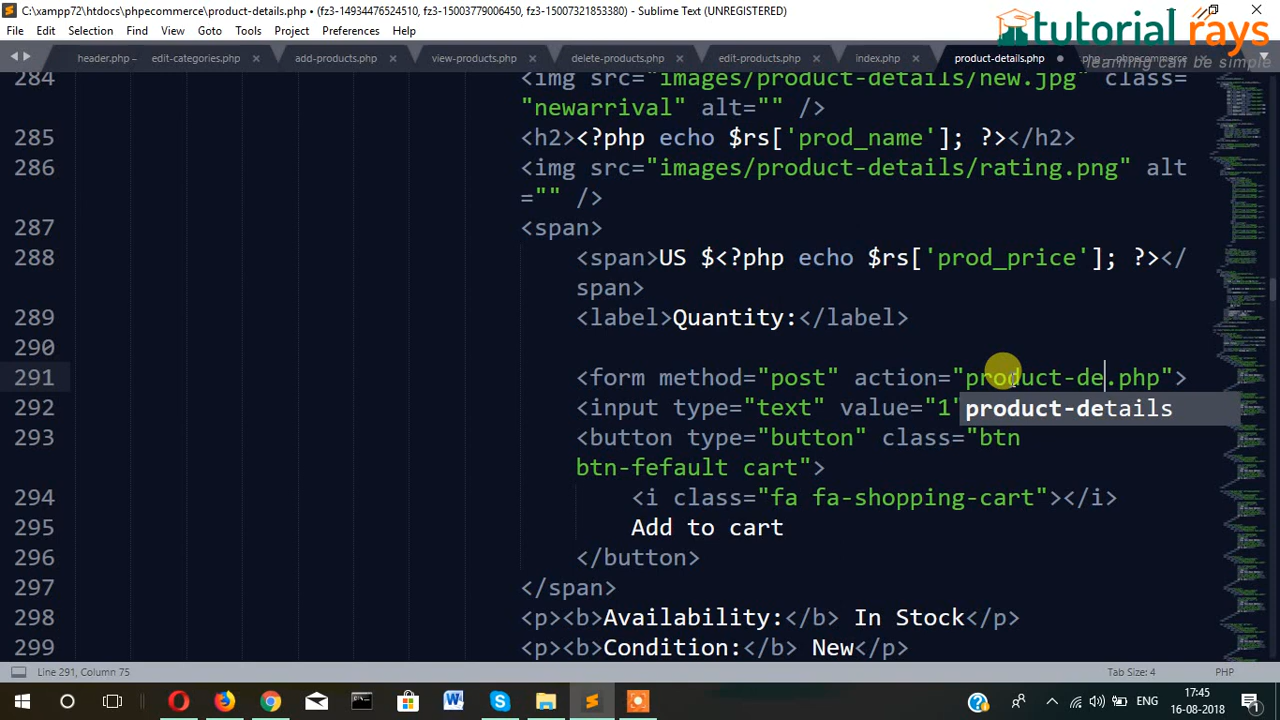 C:\xampp72\htdocs\phpecommerce\product-details.php • (fz3-14934476524510, fz3-15003779096450, fz3-15007321853380) - Sublime Text (UNREGISTERED)
File Edit Selection Find View Goto Tools Project Preferences Help
tutorial rays
learning can be simple
header.php – edit-categories.php add-products.php view-products.php delete-products.php edit-products.php index.php product-details.php php phpecommerce
284 <img src="images/product-details/new.jpg" class=
"newarrival" alt="" />
285 <h2><?php echo $rs['prod_name']; ?></h2>
286 <img src="images/product-details/rating.png" alt
="" />
287 <span>
288 <span>US $<?php echo $rs['prod_price']; ?></
span>
289 <label>Quantity:</label>
290
291 <form method="post" action="product-de.php">
292 <input type="text" value="1"
product-details
293 <button type="button" class="btn
btn-fefault cart">
294 <i class="fa fa-shopping-cart"></i>
295 Add to cart
296 </button>
297 </span>
298 <p><b>Availability:</b> In Stock</p>
299 <p><b>Condition:</b> New</p>
Line 291, Column 75 Tab Size: 4 PHP
ENG 17:45
16-08-2018